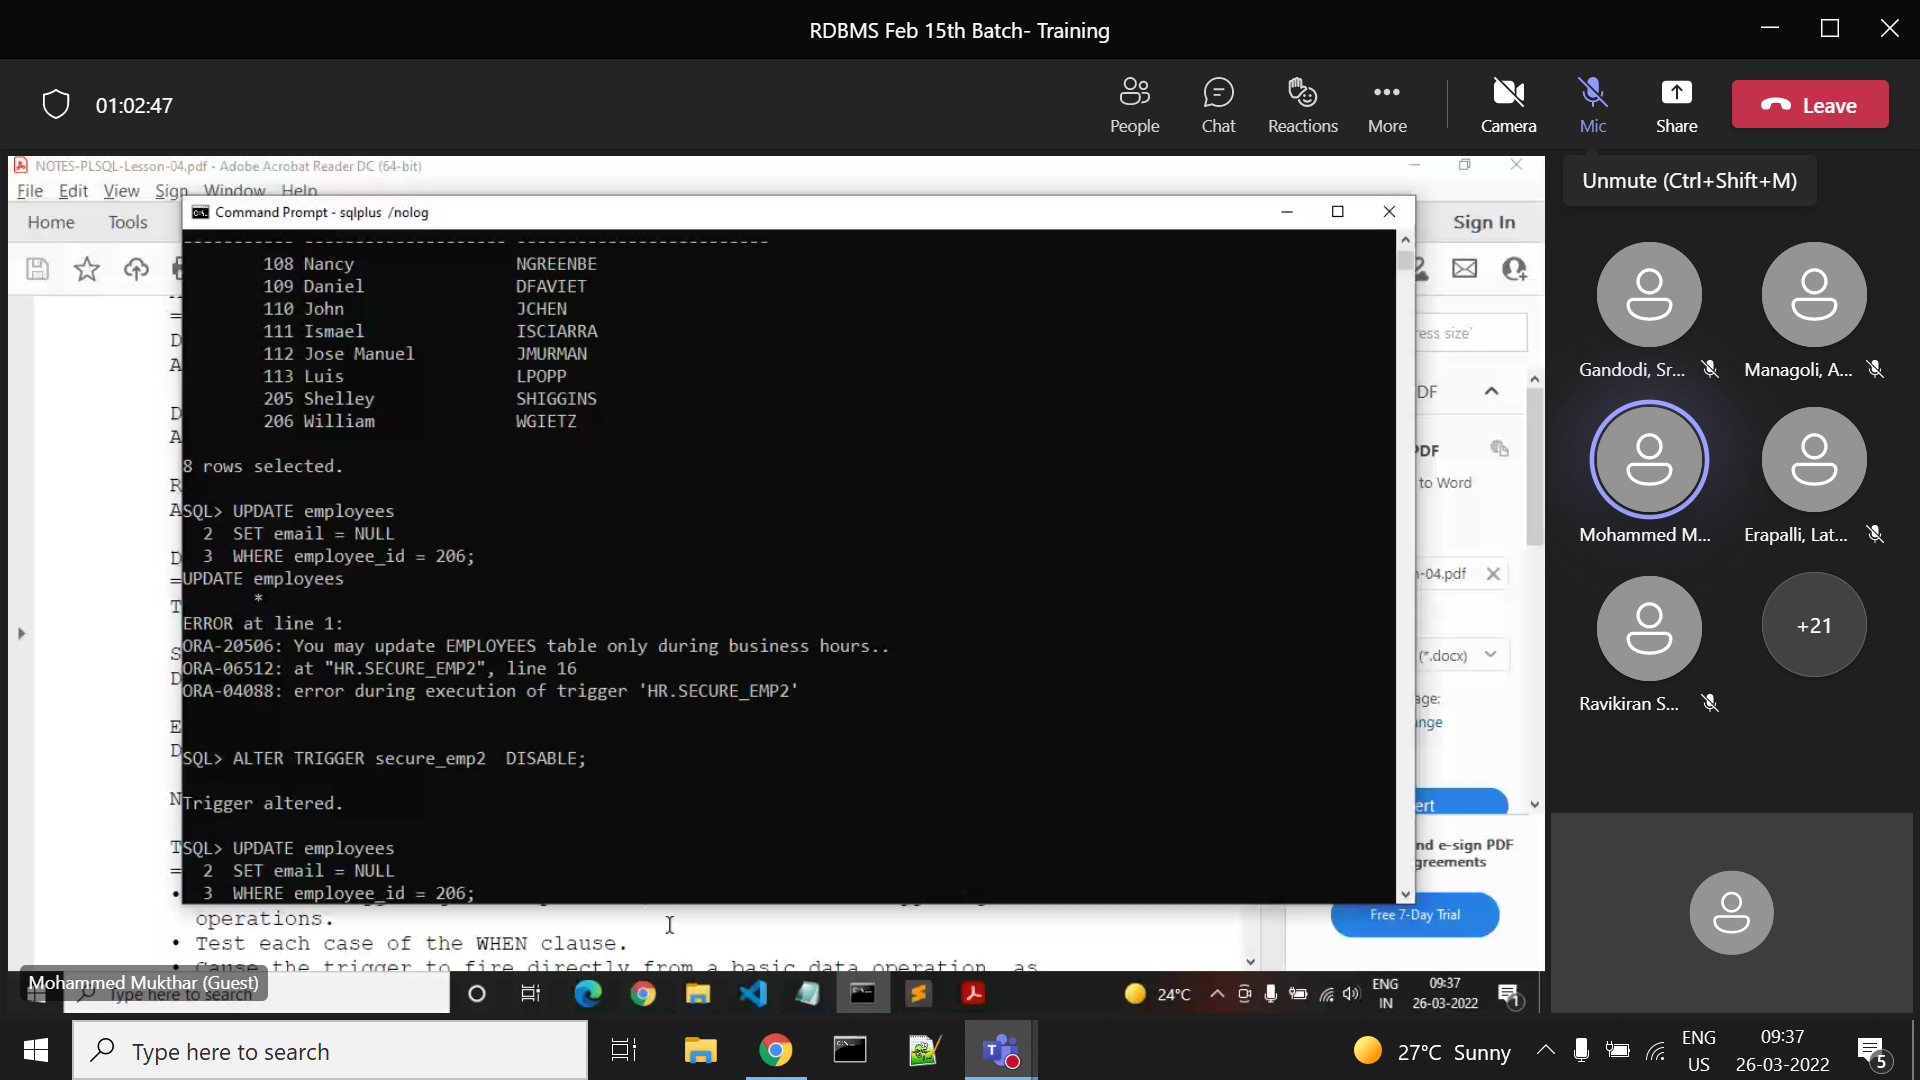 RDBMS Feb 15th Batch- Training
01:02:47
People
Chat
Reactions
More
Camera
Mic
Share
Leave
Unmute (Ctrl+Shift+M)
NOTES-PLSQL-Lesson-04.pdf - Adobe Acrobat Reader DC (64-bit)
File Edit View Sign Window Help
Home Tools
Sign In
Command Prompt - sqlplus /nolog
----------- -------------------- -------------------------
108 Nancy NGREENBE
109 Daniel DFAVIET
110 John JCHEN
111 Ismael ISCIARRA
112 Jose Manuel JMURMAN
113 Luis LPOPP
205 Shelley SHIGGINS
206 William WGIETZ
8 rows selected.
SQL> UPDATE employees
2 SET email = NULL
3 WHERE employee_id = 206;
UPDATE employees
*
ERROR at line 1:
ORA-20506: You may update EMPLOYEES table only during business hours..
ORA-06512: at "HR.SECURE_EMP2", line 16
ORA-04088: error during execution of trigger 'HR.SECURE_EMP2'
SQL> ALTER TRIGGER secure_emp2 DISABLE;
Trigger altered.
SQL> UPDATE employees
2 SET email = NULL
3 WHERE employee_id = 206;
operations.
• Test each case of the WHEN clause.
• Cause the trigger to fire directly from a basic data operation, as
=
D
A
D
A
R
A
D
=
T
S
D
E
D
N
T
=
•
ress size'
DF
PDF
to Word
n-04.pdf
(*.docx)
age:
ange
ert
nd e-sign PDF
greements
Free 7-Day Trial
Mohammed Mukthar (Guest)
Type here to search
24°C
ENG
IN
09:37
26-03-2022
1
Gandodi, Sr...
Managoli, A...
Mohammed M...
Erapalli, Lat...
Ravikiran S...
+21
Type here to search
27°C Sunny
ENG
US
09:37
26-03-2022
5